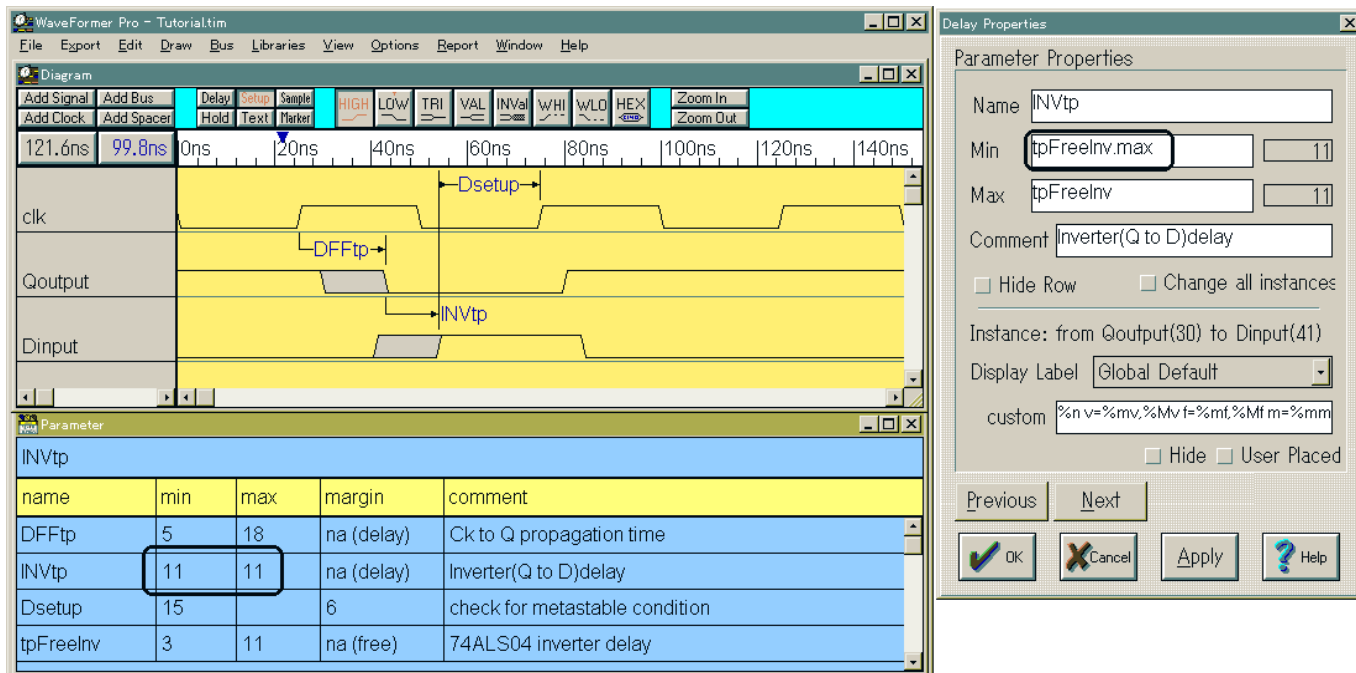 WaveFormer Pro - Tutorial.tim
File Export Edit Draw Bus Libraries View Options Report Window Help
Diagram
Add Signal Add Bus Delay Setup Sample HIGH LOW TRI VAL INVal WHI WLO HEX Zoom In
Add Clock Add Spacer Hold Text Marker Zoom Out
121.6ns 99.8ns 0ns 20ns 40ns 60ns 80ns 100ns 120ns 140ns
Dsetup
clk
DFFtp
Qoutput
INVtp
Dinput
Parameter
INVtp
name min max margin comment
DFFtp 5 18 na (delay) Ck to Q propagation time
INVtp 11 11 na (delay) Inverter(Q to D)delay
Dsetup 15 6 check for metastable condition
tpFreeInv 3 11 na (free) 74ALS04 inverter delay
Delay Properties
Parameter Properties
Name INVtp
Min tpFreeInv.max 11
Max tpFreeInv 11
Comment Inverter(Q to D)delay
Hide Row Change all instances
Instance: from Qoutput(30) to Dinput(41)
Display Label Global Default
custom %n v=%mv,%Mv f=%mf,%Mf m=%mm
Hide User Placed
Previous Next
OK Cancel Apply Help